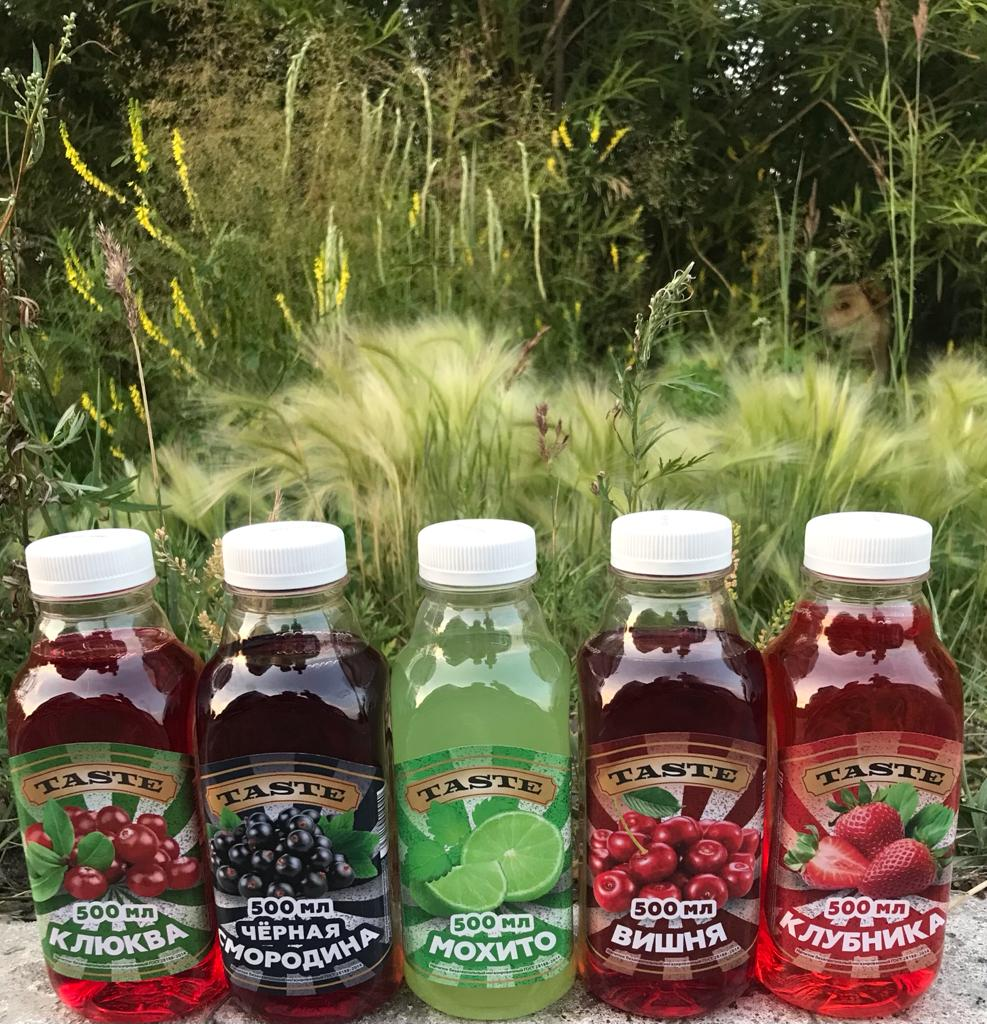 TASTE
500 МЛ
КЛЮКВА
TASTE
500 МЛ
ЧЁРНАЯ
СМОРОДИНА
TASTE
500 МЛ
МОХИТО
TASTE
500 МЛ
ВИШНЯ
TASTE
500 МЛ
КЛУБНИКА